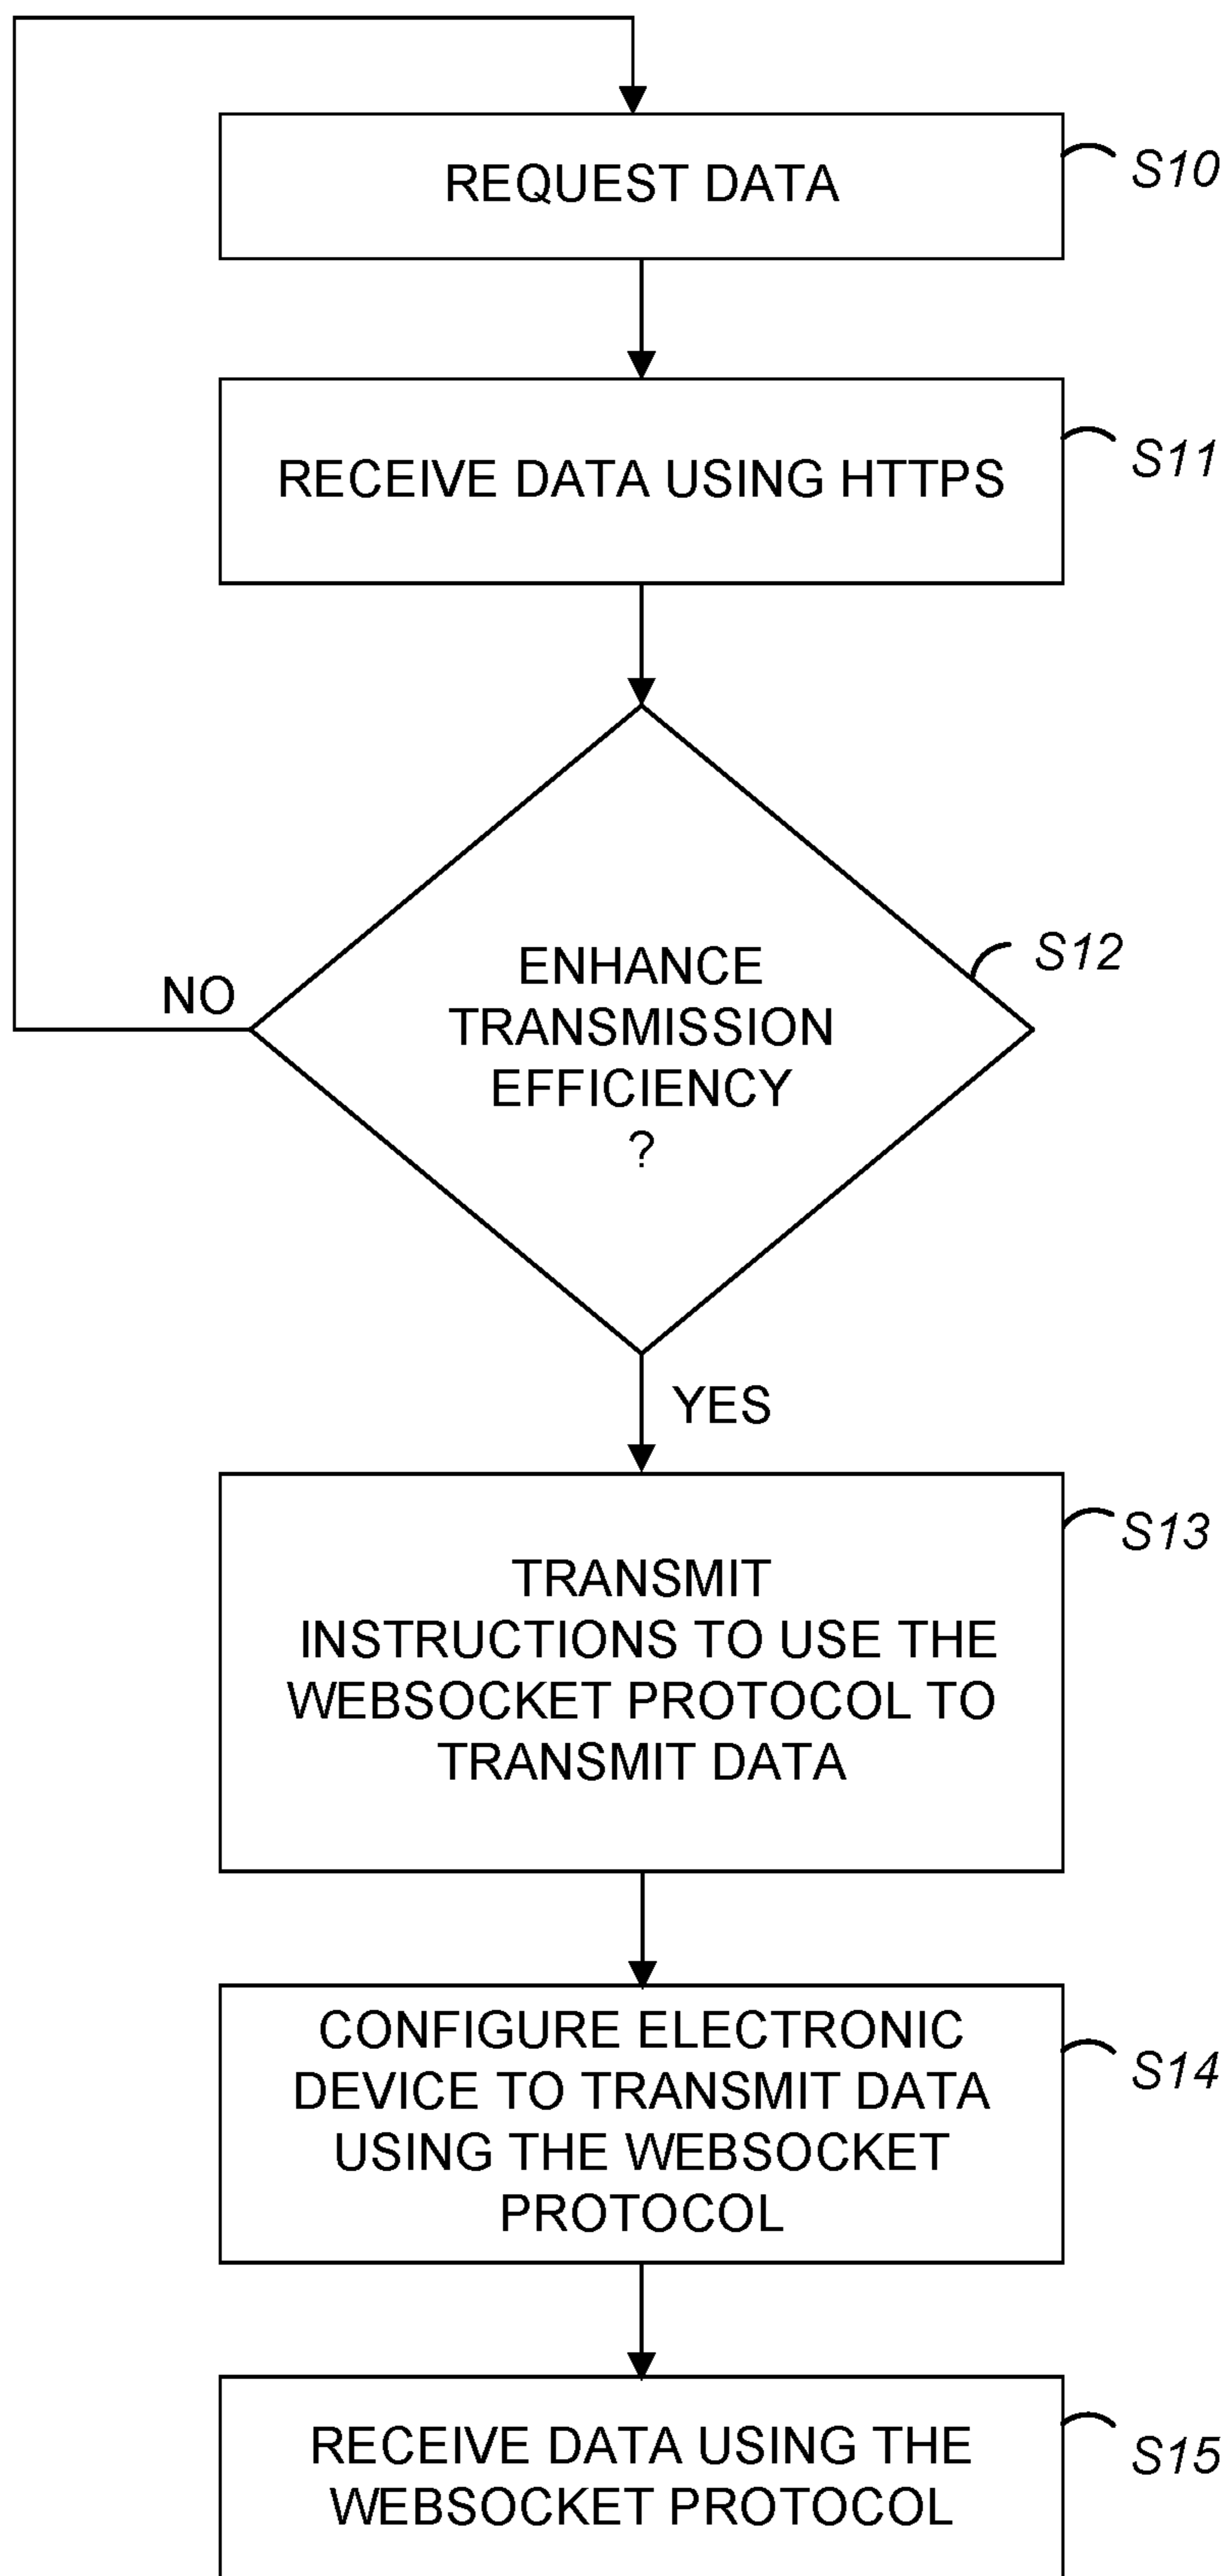 REQUEST DATA
S10
RECEIVE DATA USING HTTPS
S11
ENHANCE
TRANSMISSION
EFFICIENCY
?
S12
NO
YES
TRANSMIT
INSTRUCTIONS TO USE THE
WEBSOCKET PROTOCOL TO
TRANSMIT DATA
S13
CONFIGURE ELECTRONIC
DEVICE TO TRANSMIT DATA
USING THE WEBSOCKET
PROTOCOL
S14
RECEIVE DATA USING THE
WEBSOCKET PROTOCOL
S15